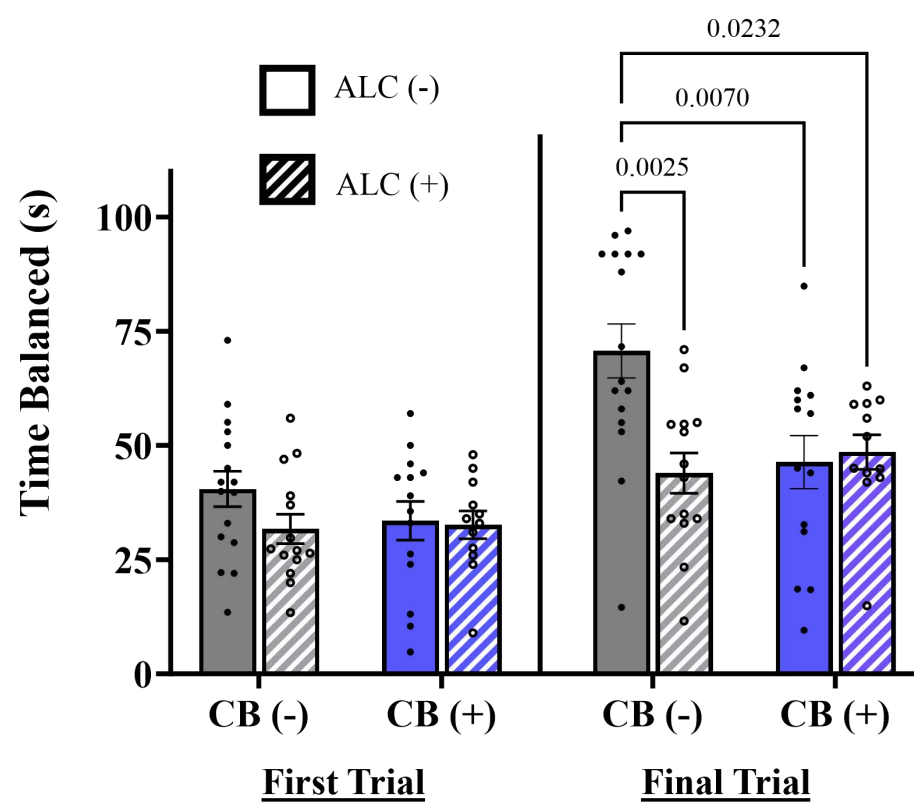 0.0232
ALC (-)
0.0070
0.0025
ALC (+)
Time Balanced (s)
100
75
50
25
0
CB (-)
CB (+)
CB (-)
CB (+)
First Trial
Final Trial